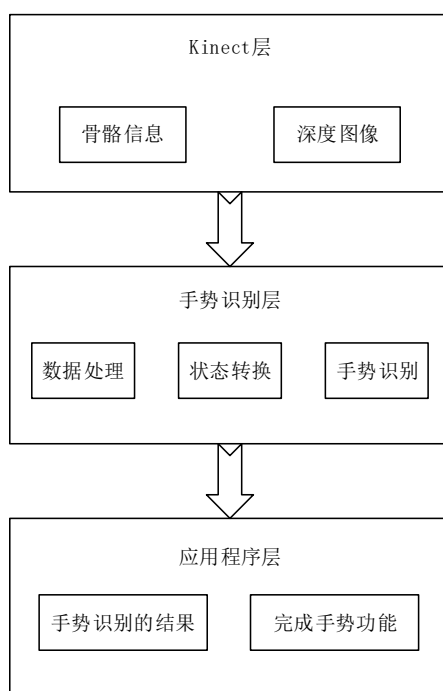 Kinect层
骨骼信息
深度图像
手势识别层
数据处理
状态转换
手势识别
应用程序层
手势识别的结果
完成手势功能